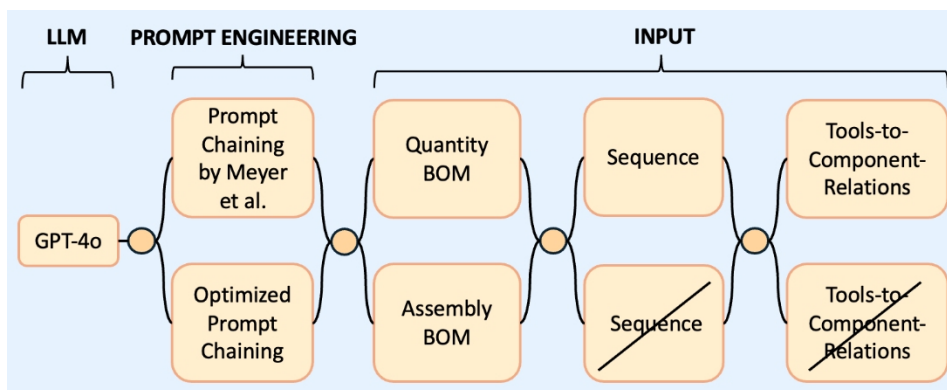 LLM
PROMPT ENGINEERING
INPUT
GPT-4o
Prompt
Chaining
by Meyer
et al.
Optimized
Prompt
Chaining
Quantity
BOM
Assembly
BOM
Sequence
Sequence
Tools-to-
Component-
Relations
Tools-to-
Component-
Relations